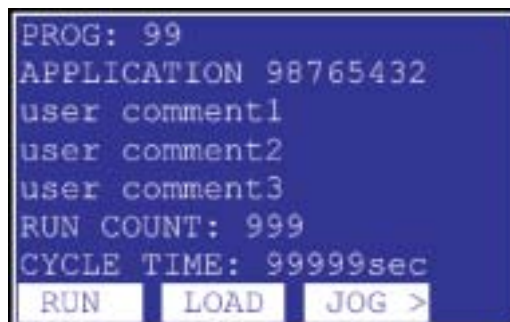 PROG: 99
APPLICATION 98765432
user comment1
user comment2
user comment3
RUN COUNT: 999
CYCLE TIME: 99999sec
RUN LOAD JOG >